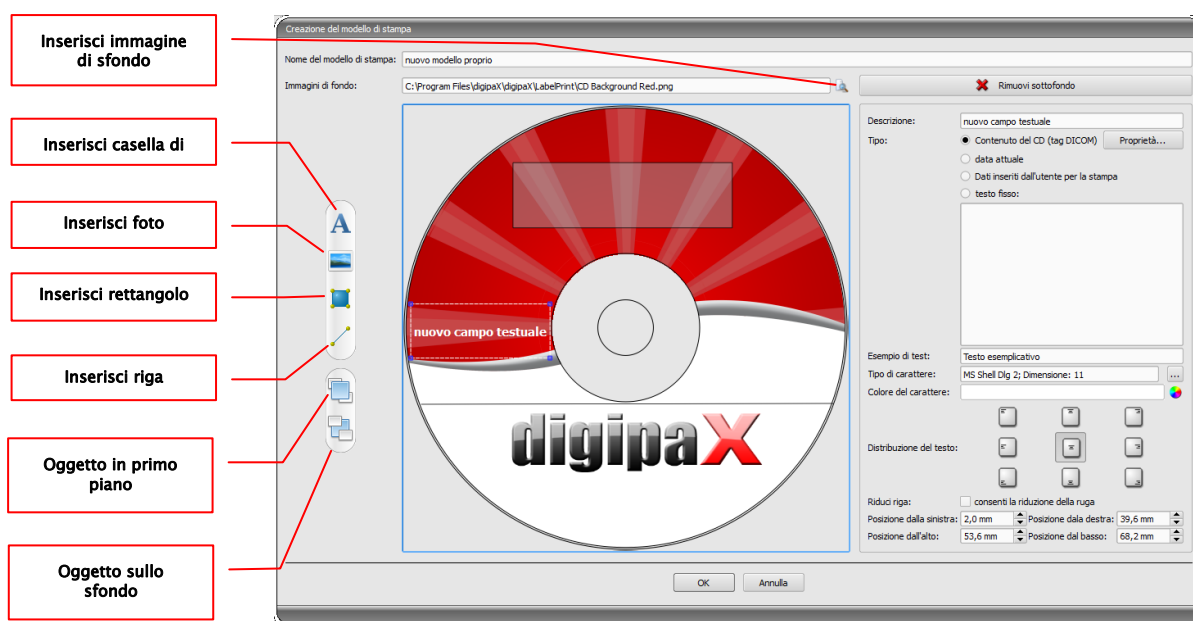 Inserisci immagine
di sfondo
Inserisci casella di
Inserisci foto
Inserisci rettangolo
Inserisci riga
Oggetto in primo
piano
Oggetto sullo
sfondo
Creazione del modello di stampa
Nome del modello di stampa: nuovo modello proprio
Immagini di fondo: C:\Program Files\digipaX\digipaX\LabelPrint\CD Background Red.png
Rimuovi sottofondo
A
nuovo campo testuale
digipaX
Descrizione: nuovo campo testuale
Tipo: Contenuto del CD (tag DICOM) Proprietà...
data attuale
Dati inseriti dall'utente per la stampa
testo fisso:
Esempio di test: Testo esemplicativo
Tipo di carattere: MS Shell Dlg 2; Dimensione: 11 ...
Colore del carattere:
Distribuzione del testo:
Riduci riga: consenti la riduzione della ruga
Posizione dalla sinistra: 2,0 mm Posizione dala destra: 39,6 mm
Posizione dall'alto: 53,6 mm Posizione dal basso: 68,2 mm
OK Annulla